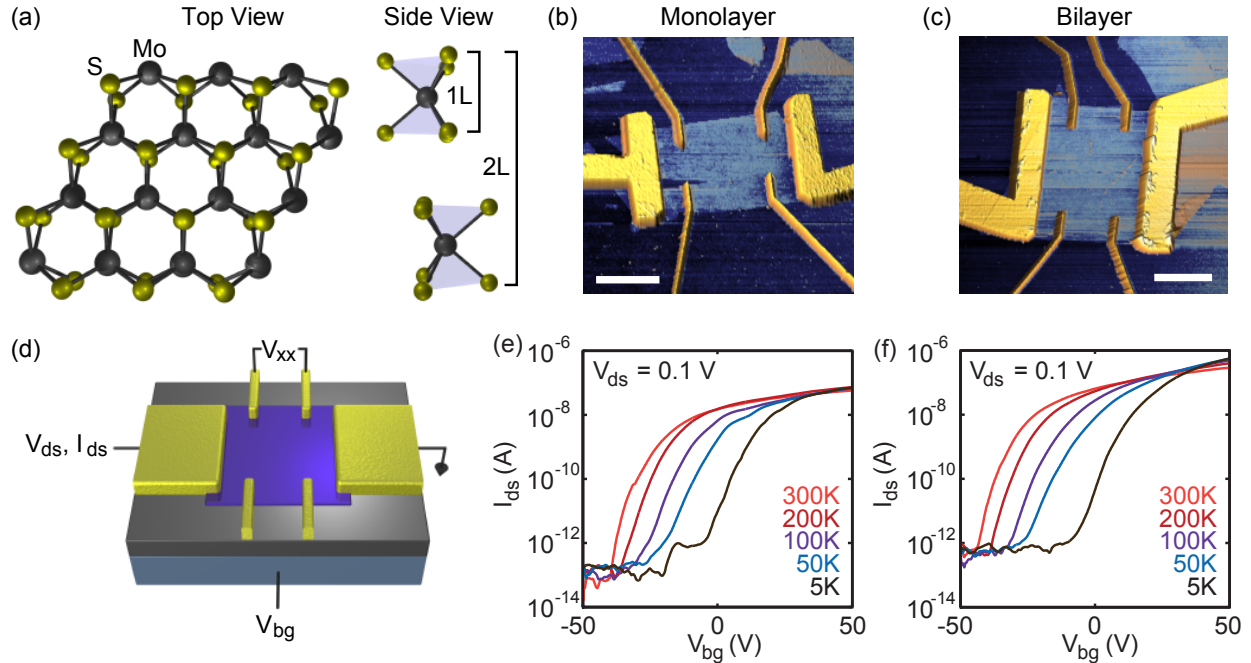 (a)
Top View
Side View
Mo
S
1L
2L
(b)
Monolayer
(c)
Bilayer
(d)
Vxx
Vds, Ids
Vbg
(e)
Vds = 0.1 V
Ids (A)
10-6
10-8
10-10
10-12
10-14
300K
200K
100K
50K
5K
-50
0
50
Vbg (V)
(f)
Vds = 0.1 V
Ids (A)
10-6
10-8
10-10
10-12
10-14
300K
200K
100K
50K
5K
-50
0
50
Vbg (V)